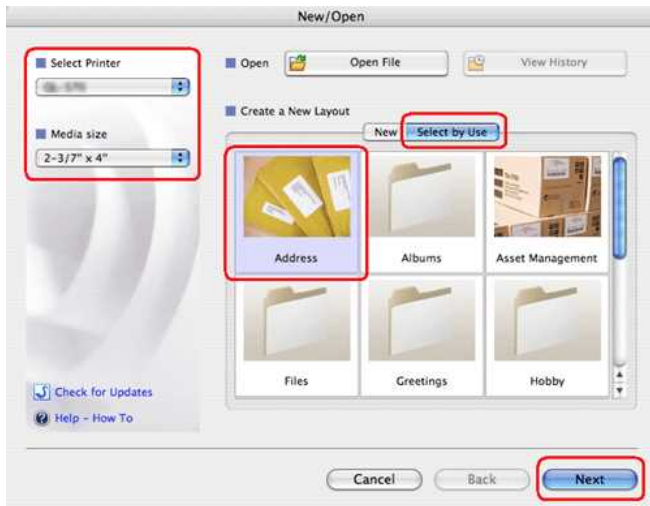 New/Open
Select Printer
Media size
2-3/7" x 4"
Check for Updates
Help - How To
Open
Open File
View History
Create a New Layout
New
Select by Use
Address
Albums
Asset Management
Files
Greetings
Hobby
Cancel
Back
Next